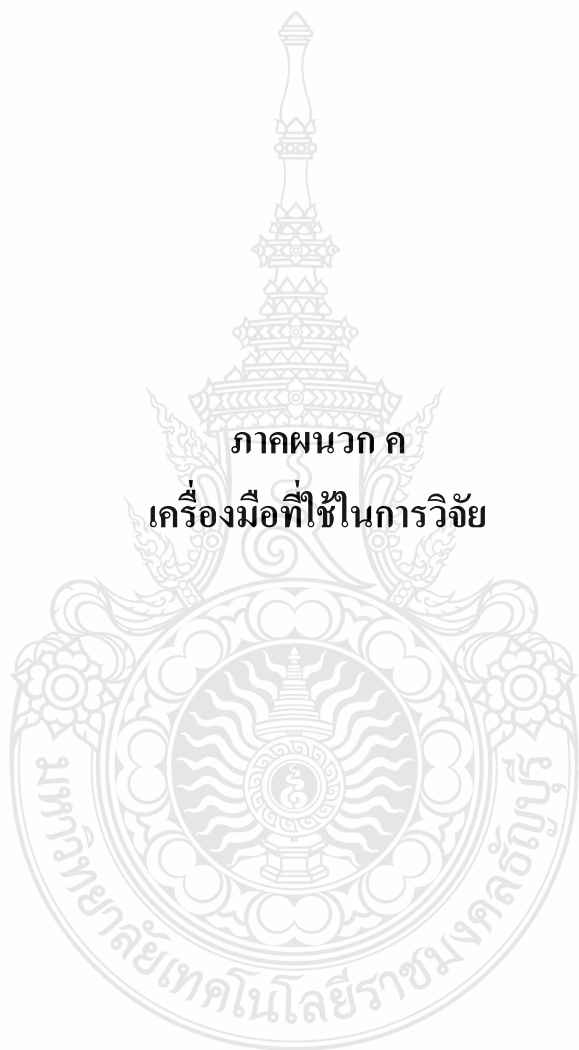 ภาคผนวก ค
เครื่องมือที่ใช้ในการวิจัย
มหาวิทยาลัยเทคโนโลยีราชมงคลธัญบุรี